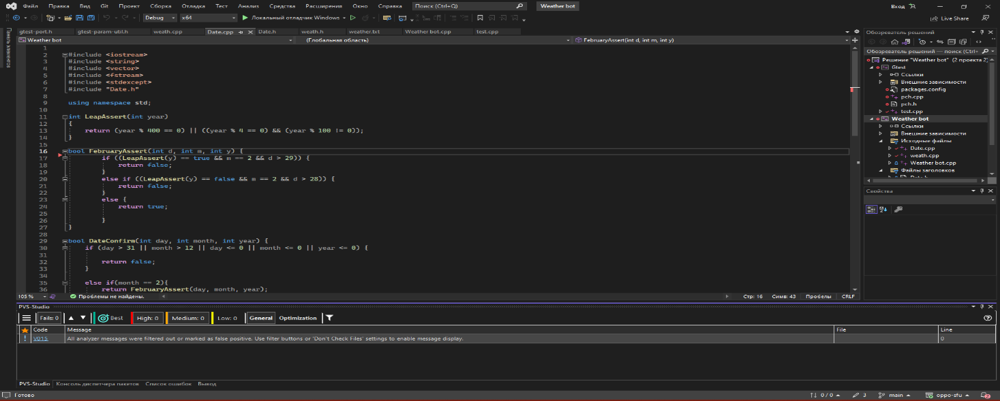 Файл Правка Вид Git Проект Сборка Отладка Тест Анализ Средства Расширения Окно Справка Поиск (Ctrl+Q) Weather bot Вход
Debug x64 Локальный отладчик Windows Live Share
Панель элементов
gtest-port.h gtest-param-util.h weath.cpp Date.cpp Date.h weath.h weather.txt Weather bot.cpp test.cpp
Weather bot (Глобальная область) FebruaryAssert(int d, int m, int y)
1
2 #include <iostream>
3 #include <string>
4 #include <vector>
5 #include <fstream>
6 #include <stdexcept>
7 #include "Date.h"
8
9 using namespace std;
10
11 int LeapAssert(int year)
12 {
13 return (year % 400 == 0) || ((year % 4 == 0) && (year % 100 != 0));
14 }
15
16 bool FebruaryAssert(int d, int m, int y) {
17 if ((LeapAssert(y) == true && m == 2 && d > 29)) {
18 return false;
19 }
20 else if ((LeapAssert(y) == false && m == 2 && d > 28)) {
21 return false;
22 }
23 else {
24 return true;
25
26 }
27 }
28
29 bool DateConfirm(int day, int month, int year) {
30 if (day > 31 || month > 12 || day <= 0 || month <= 0 || year <= 0) {
31
32 return false;
33 }
34
35 else if(month == 2){
36 return FebruaryAssert(day, month, year);
105 % Проблемы не найдены. Стр: 16 Симв: 43 Пробелы CRLF
Обозреватель решений
Обозреватель решений — поиск (Ctrl+
Решение "Weather bot" (2 проекта 2)
Gtest
Ссылки
Внешние зависимости
packages.config
pch.cpp
pch.h
test.cpp
Weather bot
Ссылки
Внешние зависимости
Исходные файлы
Date.cpp
weath.cpp
Weather bot.cpp
Файлы заголовков
Свойства
PVS-Studio
Fails: 0 Best High: 0 Medium: 0 Low: 0 General Optimization
Code Message File Line
V015 All analyzer messages were filtered out or marked as false positive. Use filter buttons or 'Don't Check Files' settings to enable message display. 0
PVS-Studio Консоль диспетчера пакетов Список ошибок Вывод
Готово 0 / 0 3 main oppo-sfu 2